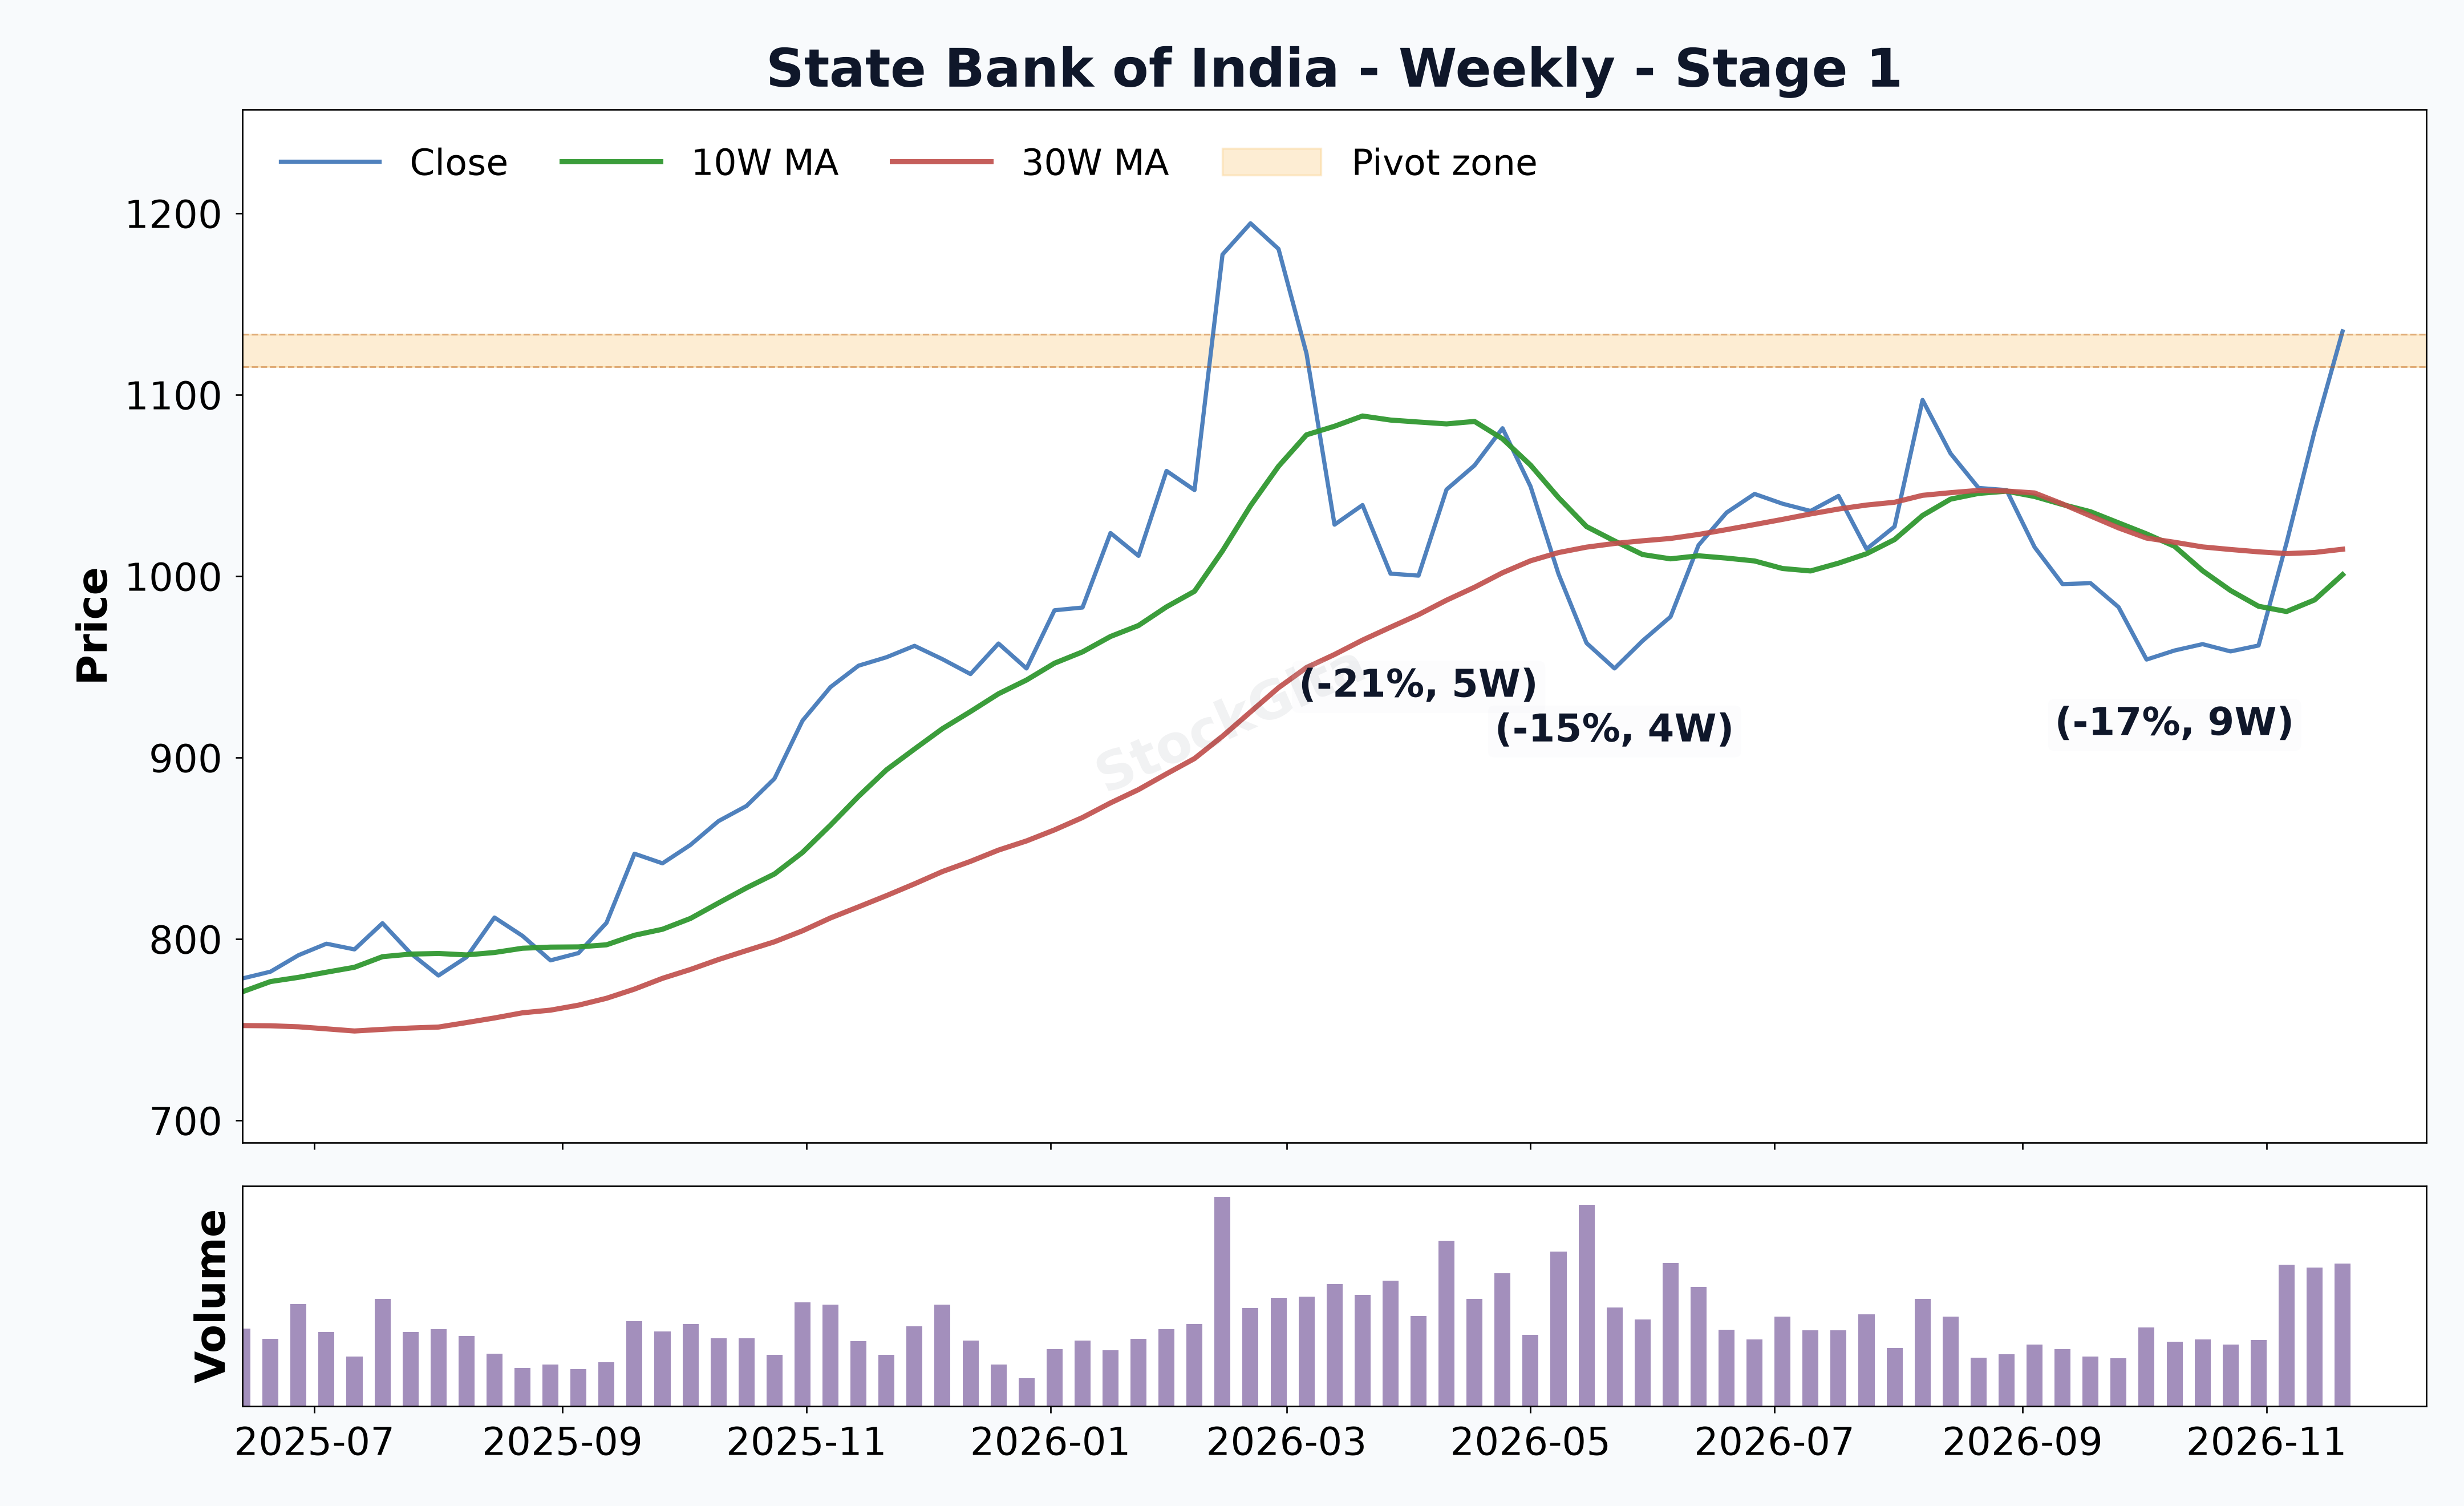 State Bank of India - Weekly - Stage 1
Close
10W MA
30W MA
Pivot zone
Price
1200
1100
1000
900
800
700
(-21%, 5W)
(-15%, 4W)
(-17%, 9W)
Volume
2025-07
2025-09
2025-11
2026-01
2026-03
2026-05
2026-07
2026-09
2026-11